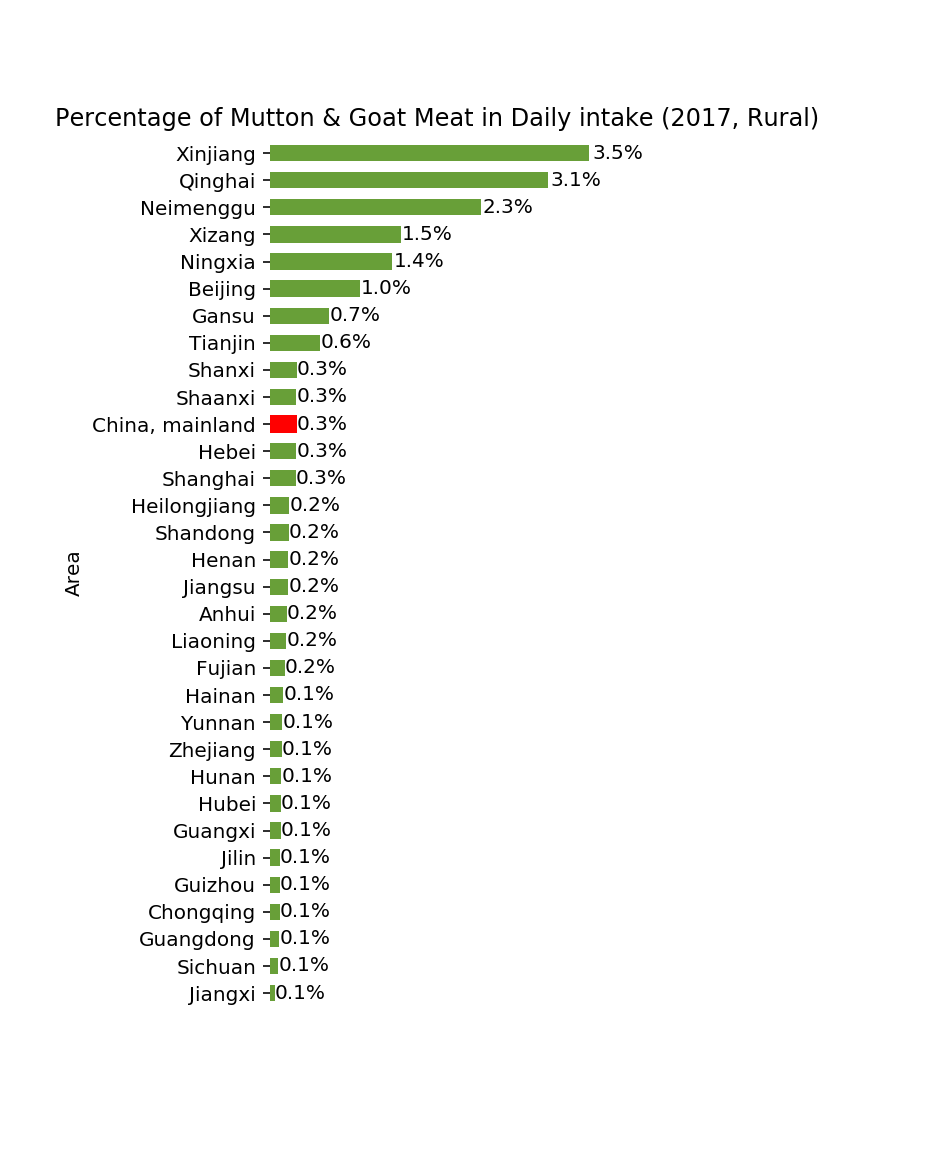 Percentage of Mutton & Goat Meat in Daily intake (2017, Rural)
Xinjiang 3.5%
Qinghai 3.1%
Neimenggu 2.3%
Xizang 1.5%
Ningxia 1.4%
Beijing 1.0%
Gansu 0.7%
Tianjin 0.6%
Shanxi 0.3%
Shaanxi 0.3%
China, mainland 0.3%
Hebei 0.3%
Shanghai 0.3%
Heilongjiang 0.2%
Shandong 0.2%
Henan 0.2%
Area
Jiangsu 0.2%
Anhui 0.2%
Liaoning 0.2%
Fujian 0.2%
Hainan 0.1%
Yunnan 0.1%
Zhejiang 0.1%
Hunan 0.1%
Hubei 0.1%
Guangxi 0.1%
Jilin 0.1%
Guizhou 0.1%
Chongqing 0.1%
Guangdong 0.1%
Sichuan 0.1%
Jiangxi 0.1%